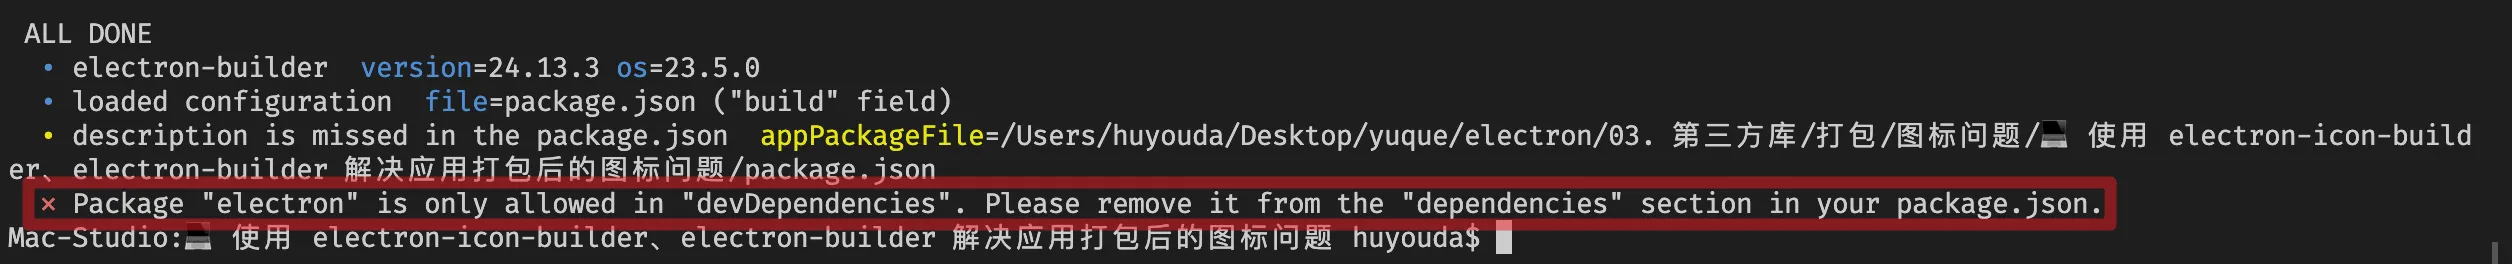 ALL DONE
• electron-builder  version=24.13.3 os=23.5.0
• loaded configuration  file=package.json ("build" field)
• description is missed in the package.json  appPackageFile=/Users/huyouda/Desktop/yuque/electron/03. 第三方库/打包/图标问题/💻 使用 electron-icon-build
er、electron-builder 解决应用打包后的图标问题/package.json
⨯ Package "electron" is only allowed in "devDependencies". Please remove it from the "dependencies" section in your package.json.
Mac-Studio:💻 使用 electron-icon-builder、electron-builder 解决应用打包后的图标问题 huyouda$